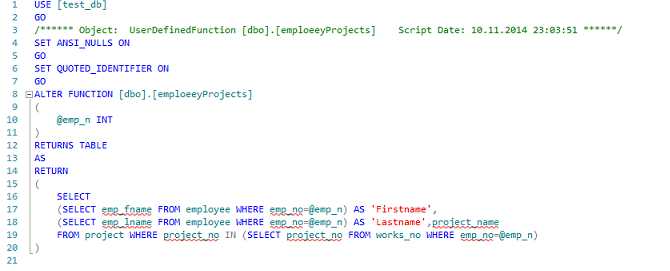 1 USE [test_db]
2 GO
3 /****** Object:  UserDefinedFunction [dbo].[emploeeyProjects]    Script Date: 10.11.2014 23:03:51 ******/
4 SET ANSI_NULLS ON
5 GO
6 SET QUOTED_IDENTIFIER ON
7 GO
8 ALTER FUNCTION [dbo].[emploeeyProjects]
9 (
10     @emp_n INT
11 )
12 RETURNS TABLE
13 AS
14 RETURN
15 (
16     SELECT
17     (SELECT emp_fname FROM employee WHERE emp_no=@emp_n) AS 'Firstname',
18     (SELECT emp_lname FROM employee WHERE emp_no=@emp_n) AS 'Lastname',project_name
19     FROM project WHERE project_no IN (SELECT project_no FROM works_no WHERE emp_no=@emp_n)
20 )
21